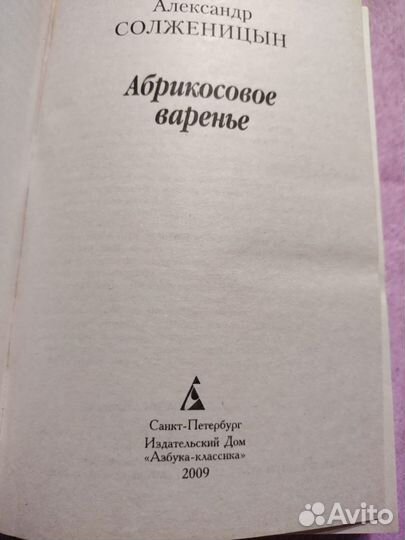 Александр
СОЛЖЕНИЦЫН
Абрикосовое
варенье
Санкт-Петербург
Издательский Дом
«Азбука-классика»
2009
Avito